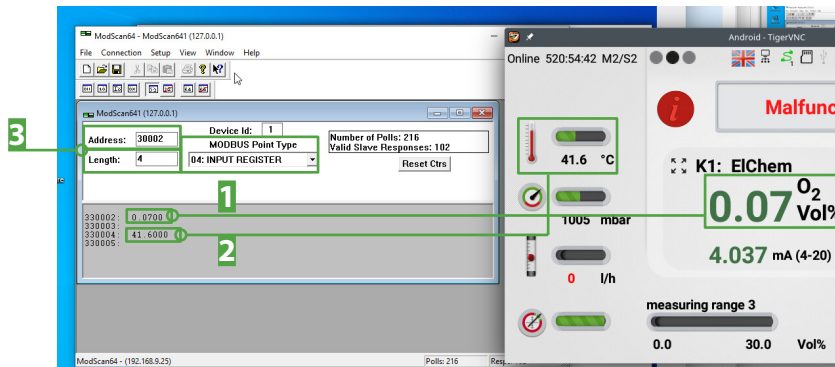 ModScan64 - ModScan641 (127.0.0.1)
File Connection Setup View Window Help
ModScan641 (127.0.0.1)
Address: 30002
Length: 4
Device Id: 1
MODBUS Point Type
04: INPUT REGISTER
Number of Polls: 216
Valid Slave Responses: 102
Reset Ctrs
330002: 0.0700
330003:
330004: 41.6000
330005:
ModScan64 - (192.168.9.25)
Polls: 216
3
1
2
Android - TigerVNC
Online 520:54:42 M2/S2
i
Malfunc
41.6 °C
1005 mbar
0 l/h
K1: ElChem
0.07 O2 Vol%
4.037 mA (4-20)
measuring range 3
0.0 30.0 Vol%